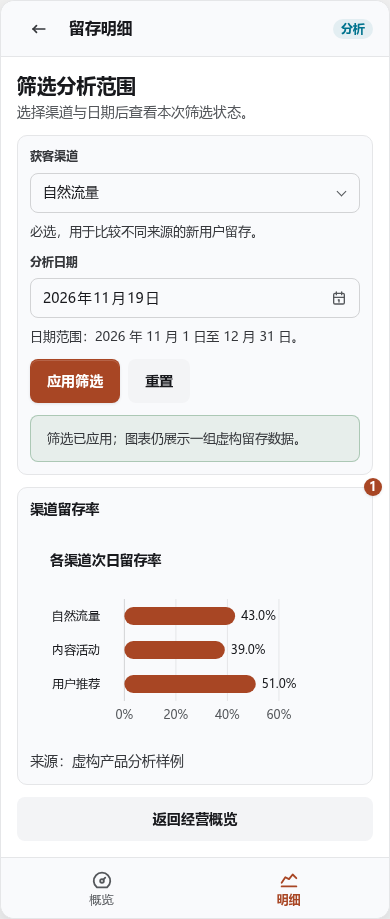 留存明细
分析
筛选分析范围
选择渠道与日期后查看本次筛选状态。
获客渠道
自然流量
必选，用于比较不同来源的新用户留存。
分析日期
2026年11月19日
日期范围：2026 年 11 月 1 日至 12 月 31 日。
应用筛选
重置
筛选已应用；图表仍展示一组虚构留存数据。
1
渠道留存率
各渠道次日留存率
自然流量 43.0%
内容活动 39.0%
用户推荐 51.0%
0% 20% 40% 60%
来源：虚构产品分析样例
返回经营概览
概览
明细